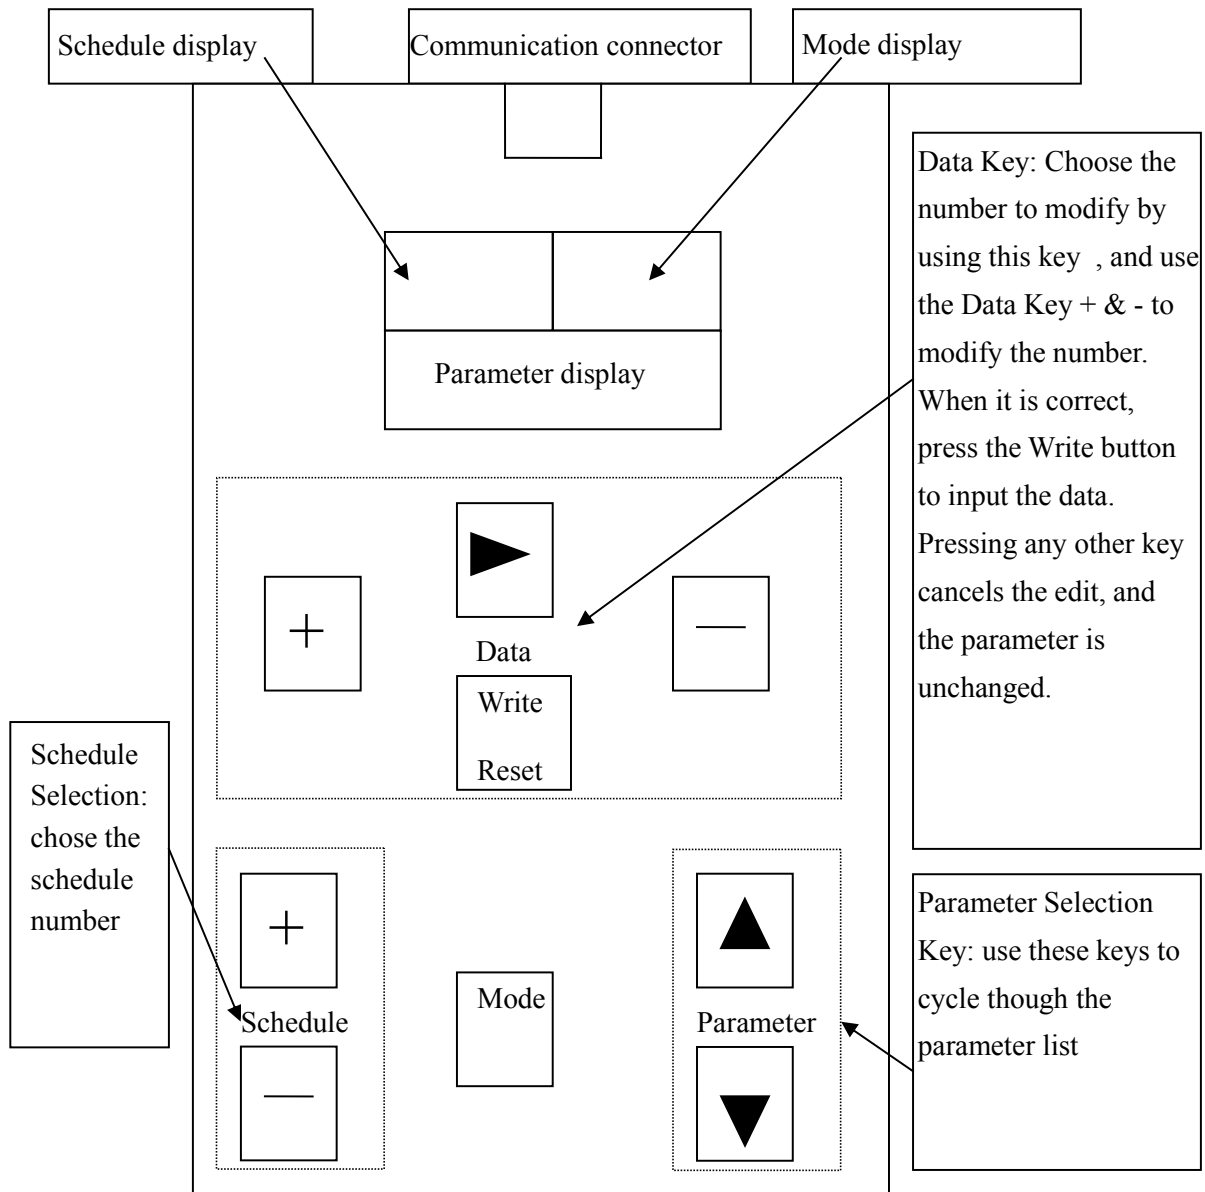 Schedule display
Communication connector
Mode display
Data Key: Choose the
number to modify by
using this key , and use
the Data Key + & - to
modify the number.
When it is correct,
press the Write button
to input the data.
Pressing any other key
cancels the edit, and
the parameter is
unchanged.
Parameter display
+
—
Data
Write
Reset
Schedule
Selection:
chose the
schedule
number
+
Schedule
—
Mode
Parameter
Parameter Selection
Key: use these keys to
cycle though the
parameter list